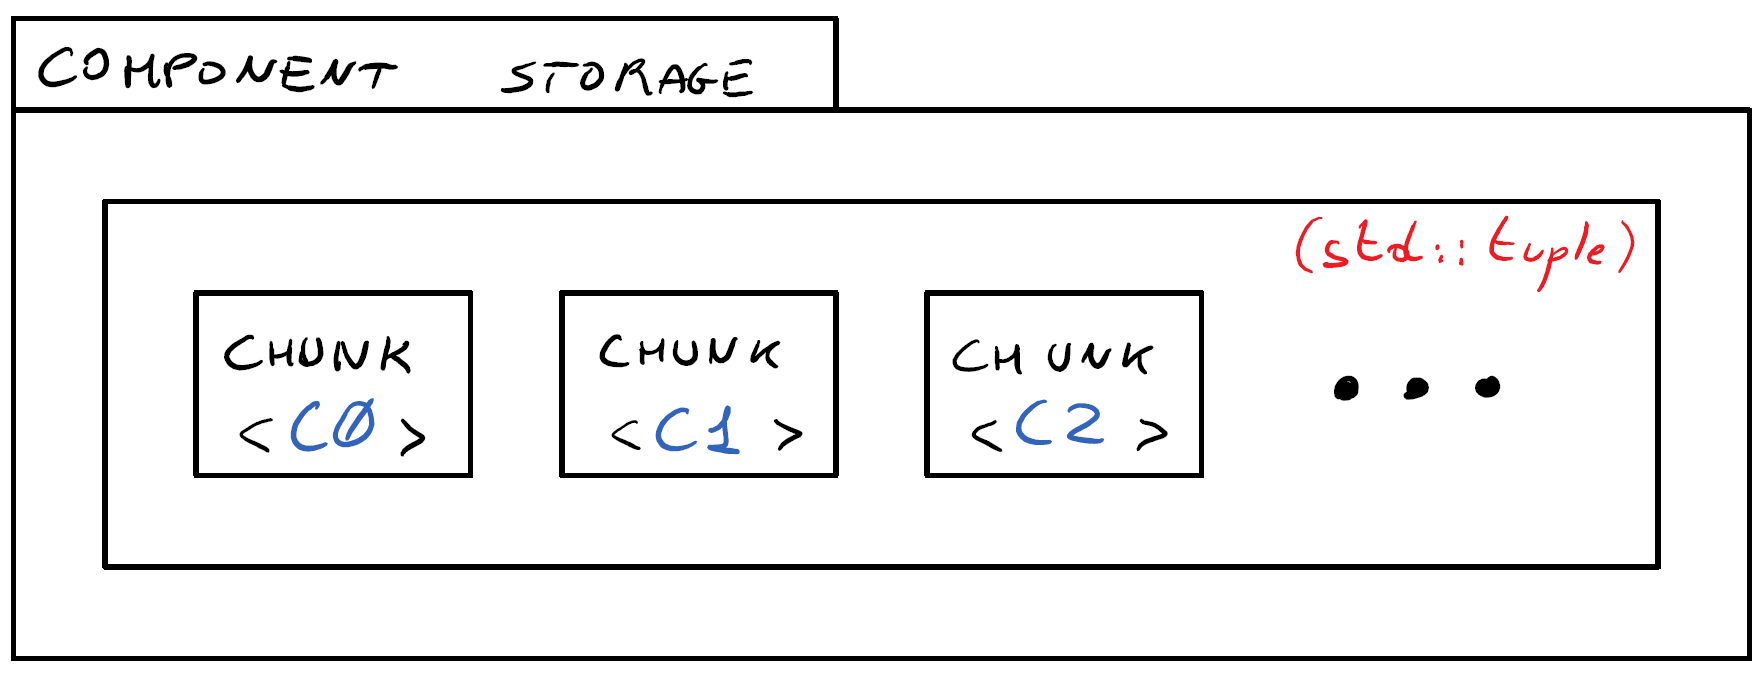 COMPONENT STORAGE
(std::tuple)
CHUNK
<C0>
CHUNK
<C1>
CHUNK
<C2>